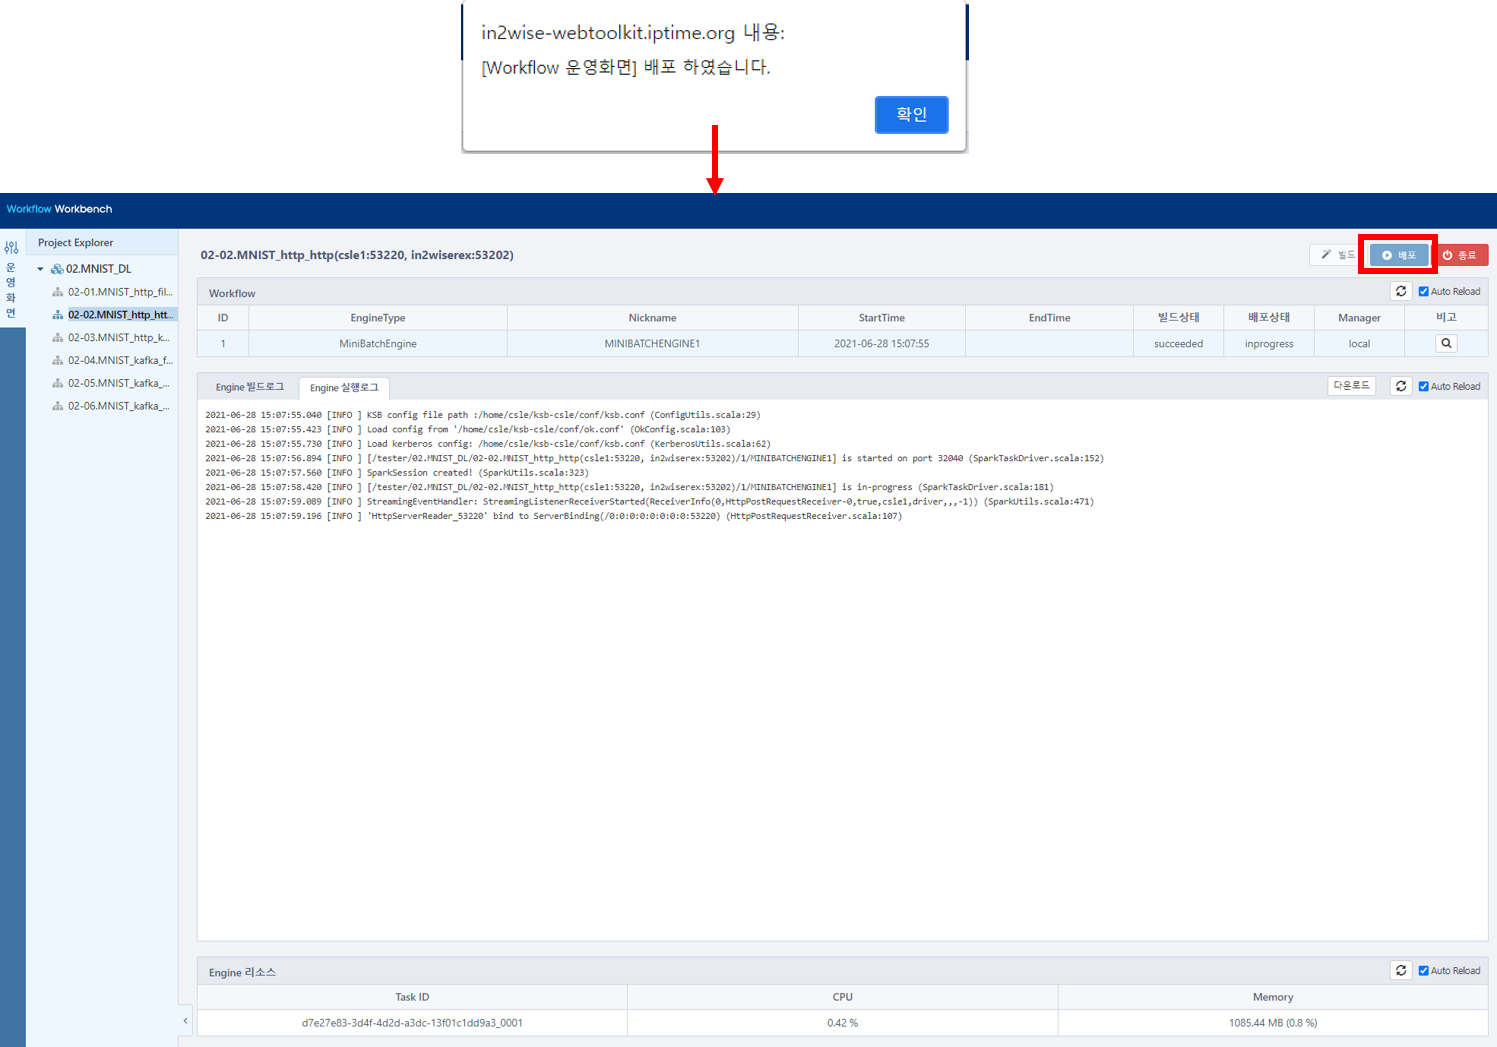 in2wise-webtoolkit.iptime.org 내용:
[Workflow 운영화면] 배포 하였습니다.
확인
Workflow Workbench
운영화면
Project Explorer
02.MNIST_DL
02-01.MNIST_http_fil...
02-02.MNIST_http_htt...
02-03.MNIST_http_k...
02-04.MNIST_kafka_f...
02-05.MNIST_kafka_...
02-06.MNIST_kafka_...
02-02.MNIST_http_http(csle1:53220, in2wiserex:53202)
빌드 배포 종료
Workflow Auto Reload
ID EngineType Nickname StartTime EndTime 빌드상태 배포상태 Manager 비고
1 MiniBatchEngine MINIBATCHENGINE1 2021-06-28 15:07:55 succeeded inprogress local
Engine 빌드로그 Engine 실행로그 다운로드 Auto Reload
2021-06-28 15:07:55.040 [INFO ] KSB config file path :/home/csle/ksb-csle/conf/ksb.conf (ConfigUtils.scala:29)
2021-06-28 15:07:55.423 [INFO ] Load config from '/home/csle/ksb-csle/conf/ok.conf' (OkConfig.scala:103)
2021-06-28 15:07:55.730 [INFO ] Load kerberos config: /home/csle/ksb-csle/conf/ksb.conf (KerberosUtils.scala:62)
2021-06-28 15:07:56.894 [INFO ] [/tester/02.MNIST_DL/02-02.MNIST_http_http(csle1:53220, in2wiserex:53202)/1/MINIBATCHENGINE1] is started on port 32040 (SparkTaskDriver.scala:152)
2021-06-28 15:07:57.560 [INFO ] SparkSession created! (SparkUtils.scala:323)
2021-06-28 15:07:58.420 [INFO ] [/tester/02.MNIST_DL/02-02.MNIST_http_http(csle1:53220, in2wiserex:53202)/1/MINIBATCHENGINE1] is in-progress (SparkTaskDriver.scala:181)
2021-06-28 15:07:59.089 [INFO ] StreamingEventHandler: StreamingListenerReceiverStarted(ReceiverInfo(0,HttpPostRequestReceiver-0,true,csle1,driver,,,-1)) (SparkUtils.scala:471)
2021-06-28 15:07:59.196 [INFO ] 'HttpServerReader_53220' bind to ServerBinding(/0:0:0:0:0:0:0:0:53220) (HttpPostRequestReceiver.scala:107)
Engine 리소스 Auto Reload
Task ID CPU Memory
d7e27e83-3d4f-4d2d-a3dc-13f01c1dd9a3_0001 0.42 % 1085.44 MB (0.8 %)